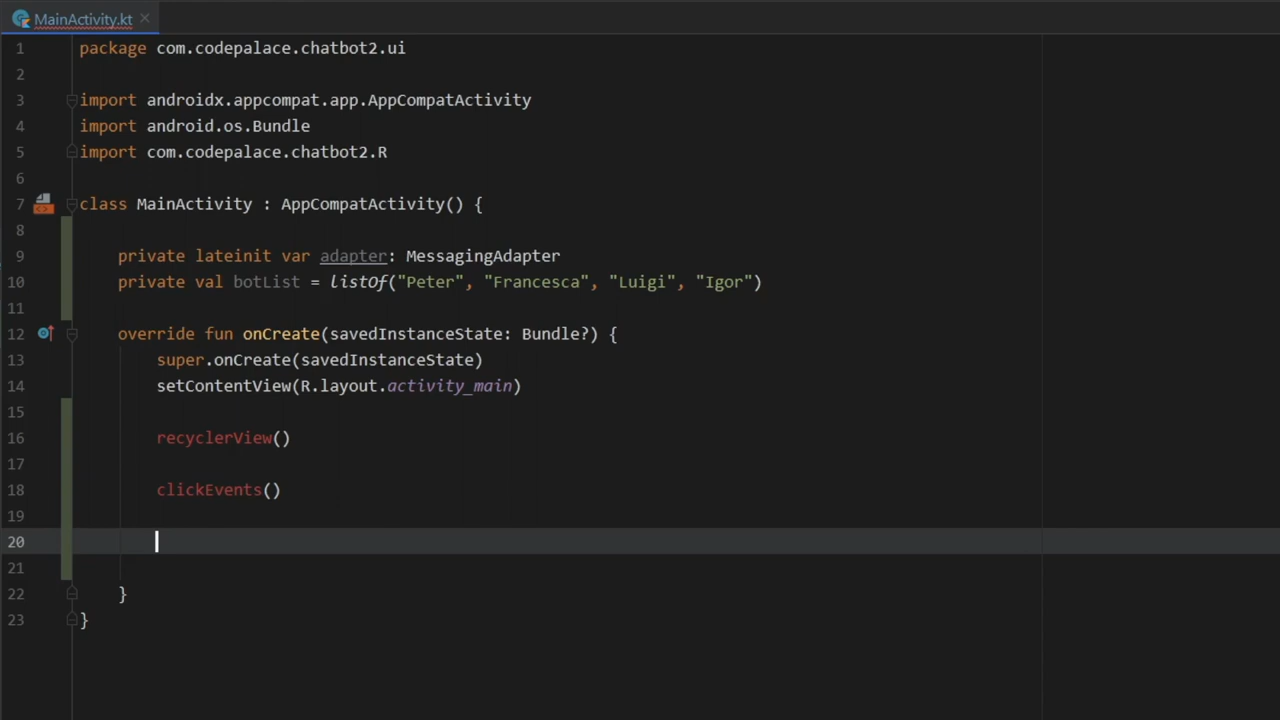 MainActivity.kt
1 package com.codepalace.chatbot2.ui
2
3 import androidx.appcompat.app.AppCompatActivity
4 import android.os.Bundle
5 import com.codepalace.chatbot2.R
6
7 class MainActivity : AppCompatActivity() {
8
9 private lateinit var adapter: MessagingAdapter
10 private val botList = listOf("Peter", "Francesca", "Luigi", "Igor")
11
12 override fun onCreate(savedInstanceState: Bundle?) {
13 super.onCreate(savedInstanceState)
14 setContentView(R.layout.activity_main)
15
16 recyclerView()
17
18 clickEvents()
19
20
21
22 }
23 }